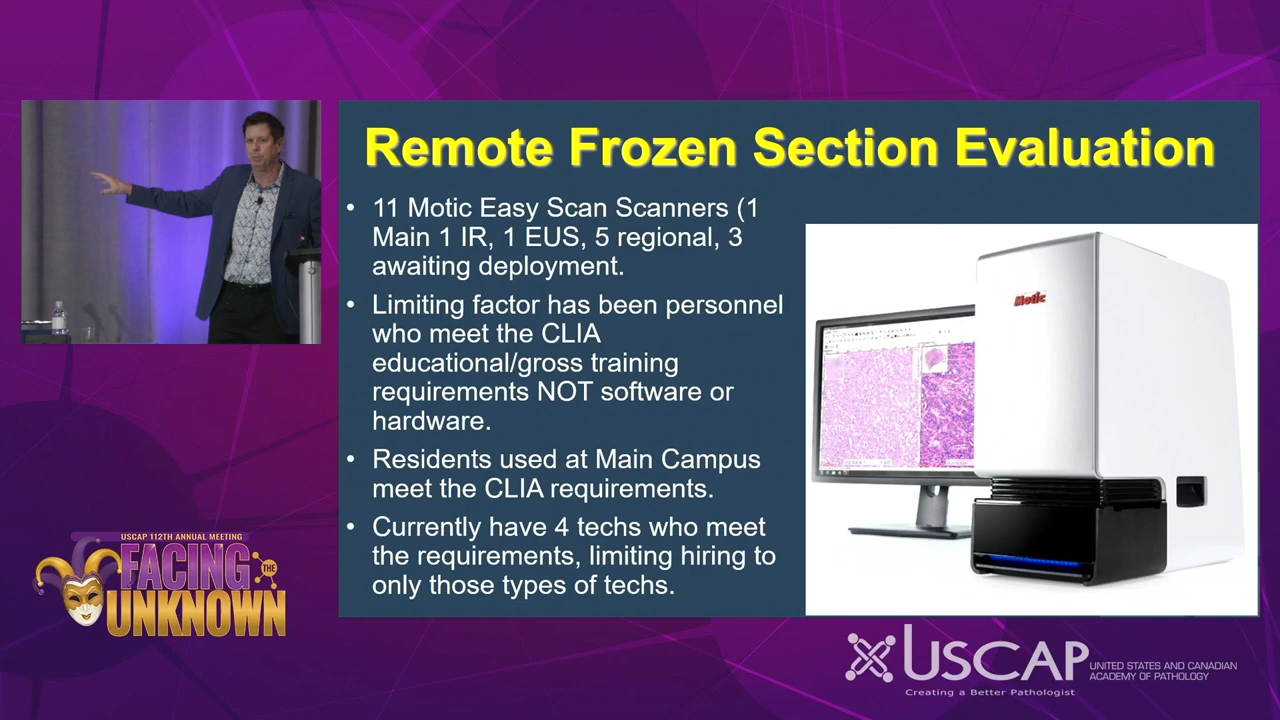 Remote Frozen Section Evaluation
• 11 Motic Easy Scan Scanners (1
Main 1 IR, 1 EUS, 5 regional, 3
awaiting deployment.
• Limiting factor has been personnel
who meet the CLIA
educational/gross training
requirements NOT software or
hardware.
• Residents used at Main Campus
meet the CLIA requirements.
• Currently have 4 techs who meet
the requirements, limiting hiring to
only those types of techs.
Motic
USCAP 112TH ANNUAL MEETING
FACING THE
UNKNOWN
USCAP
UNITED STATES AND CANADIAN
ACADEMY OF PATHOLOGY
Creating a Better Pathologist